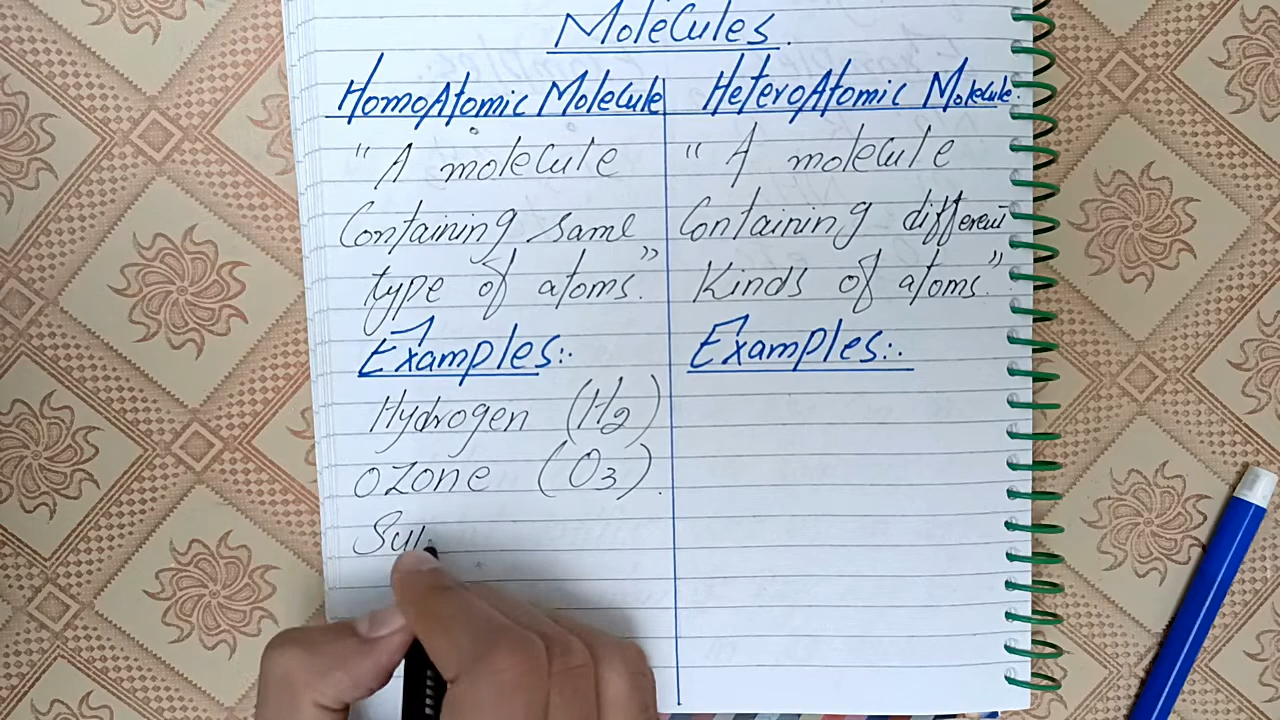 Molecules.
HomoAtomic Molecule
"A molecule
Containing same
type of atoms."
Examples:.
Hydrogen (H2)
OZone (O3).
Sul
HeteroAtomic Molecule.
"A molecule
Containing different
Kinds of atoms."
Examples:.